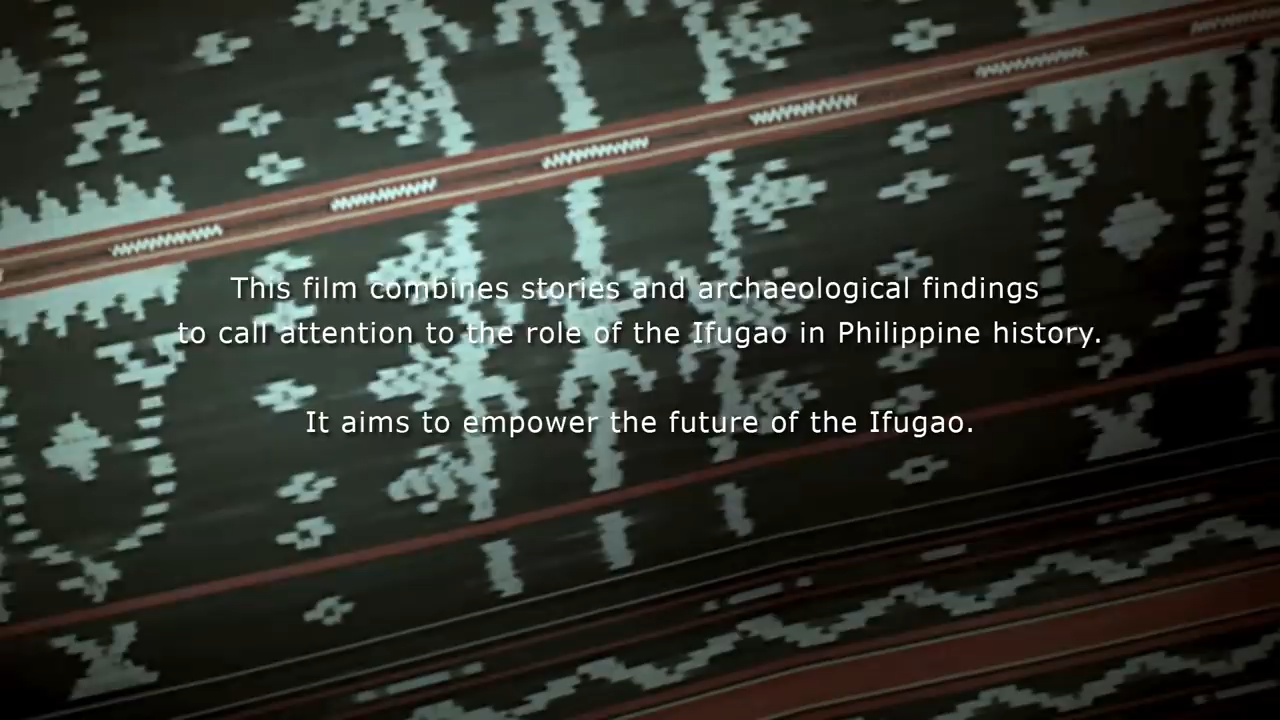 This film combines stories and archaeological findings
to call attention to the role of the Ifugao in Philippine history.
It aims to empower the future of the Ifugao.